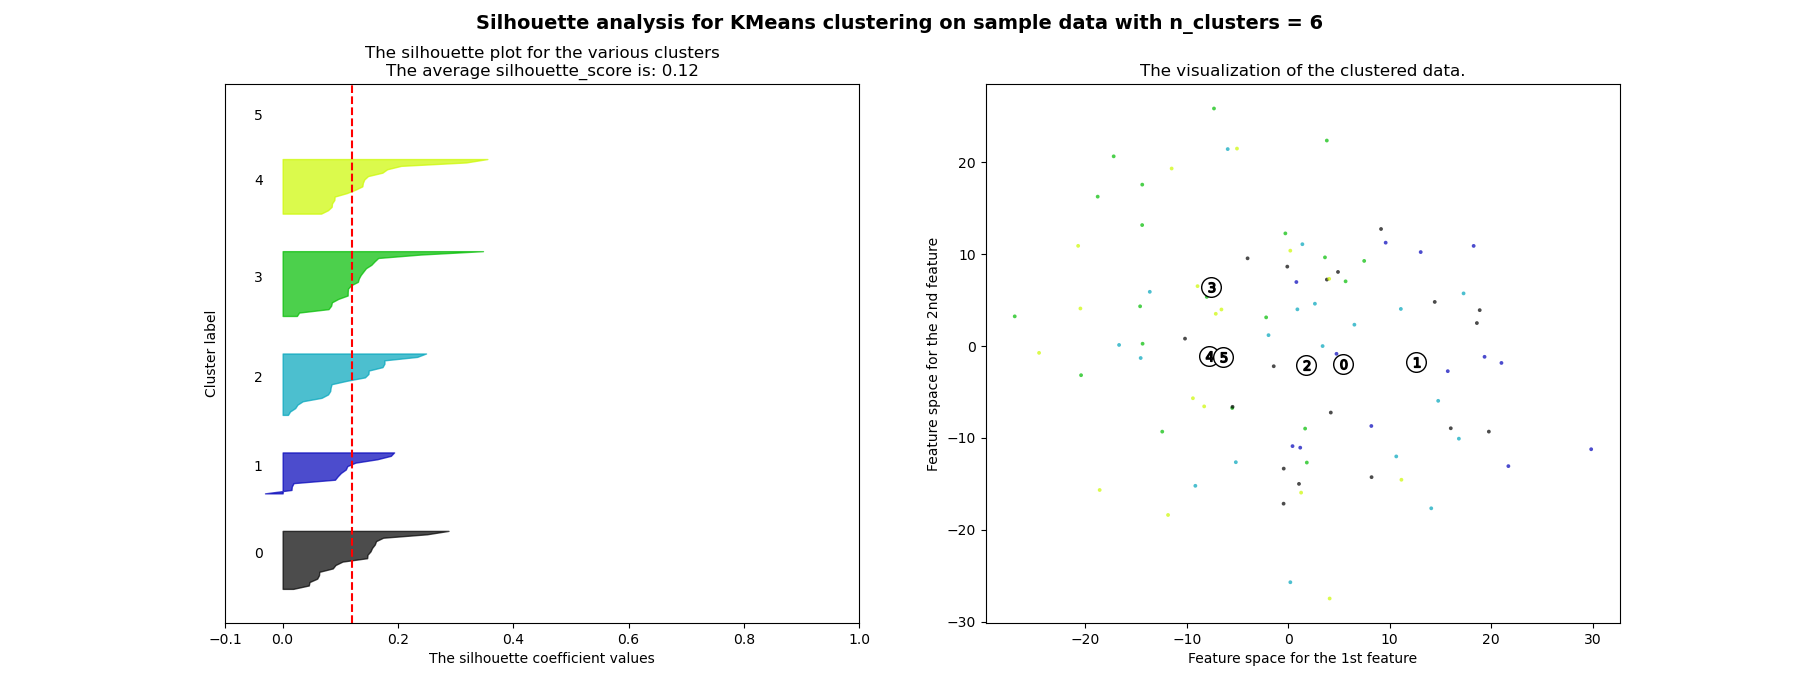 Silhouette analysis for KMeans clustering on sample data with n_clusters = 6
The silhouette plot for the various clusters
The average silhouette_score is: 0.12
5
4
3
2
1
0
Cluster label
−0.1 0.0 0.2 0.4 0.6 0.8 1.0
The silhouette coefficient values
The visualization of the clustered data.
20
10
0
−10
−20
−30
Feature space for the 2nd feature
3
4 5 2 0 1
−20 −10 0 10 20 30
Feature space for the 1st feature